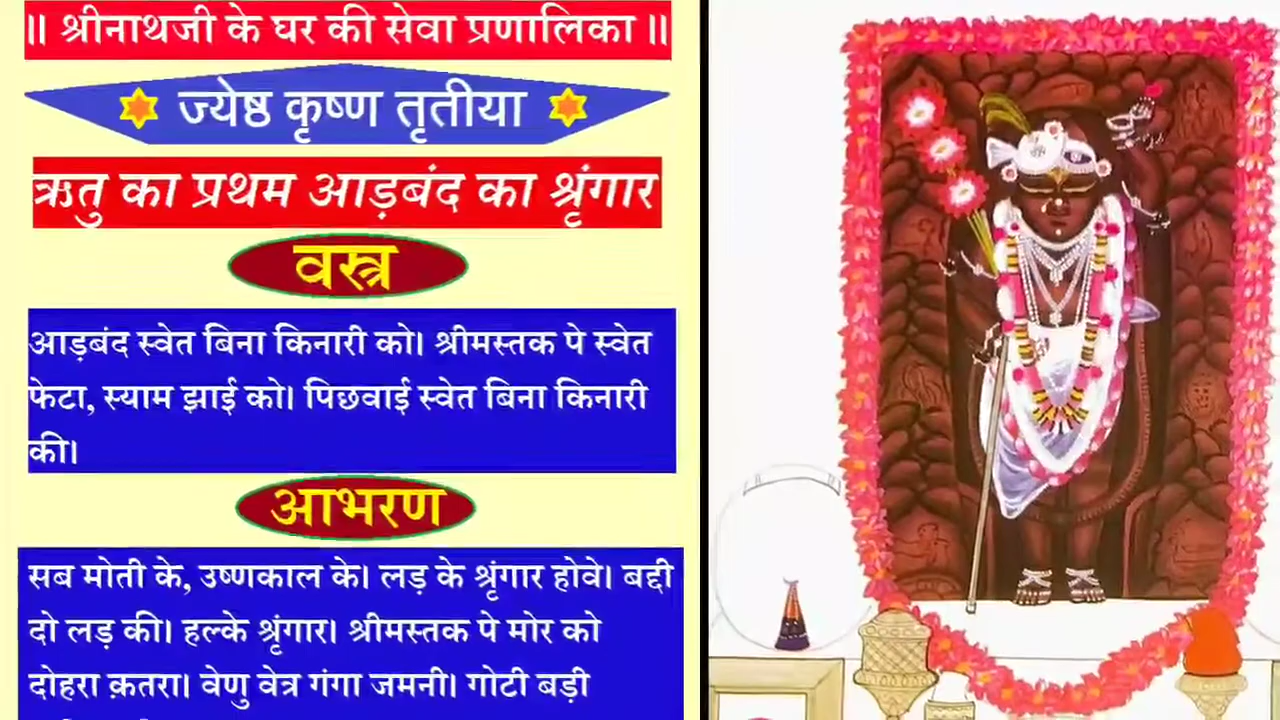 ॥ श्रीनाथजी के घर की सेवा प्रणालिका ॥
ज्येष्ठ कृष्ण तृतीया
ऋतु का प्रथम आड़बंद का श्रृंगार
वस्त्र
आड़बंद स्वेत बिना किनारी को। श्रीमस्तक पे स्वेत
फेटा, स्याम झाई को। पिछवाई स्वेत बिना किनारी
की।
आभरण
सब मोती के, उष्णकाल के। लड़ के श्रृंगार होवे। बद्दी
दो लड़ की। हल्के श्रृंगार। श्रीमस्तक पे मोर को
दोहरा क़तरा। वेणु वेत्र गंगा जमनी। गोटी बड़ी